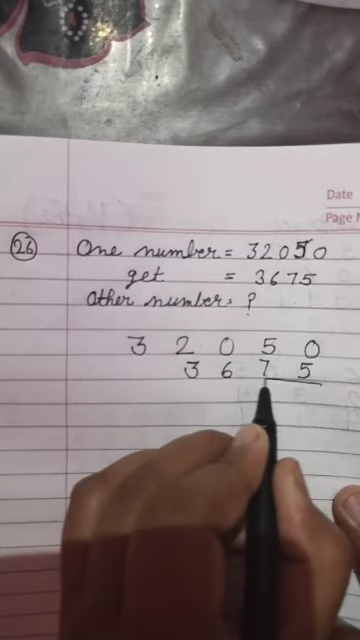 Date
Page N
26 One number = 32050
get = 3675
Other number = ?
3 2 0 5 0
3 6 7 5